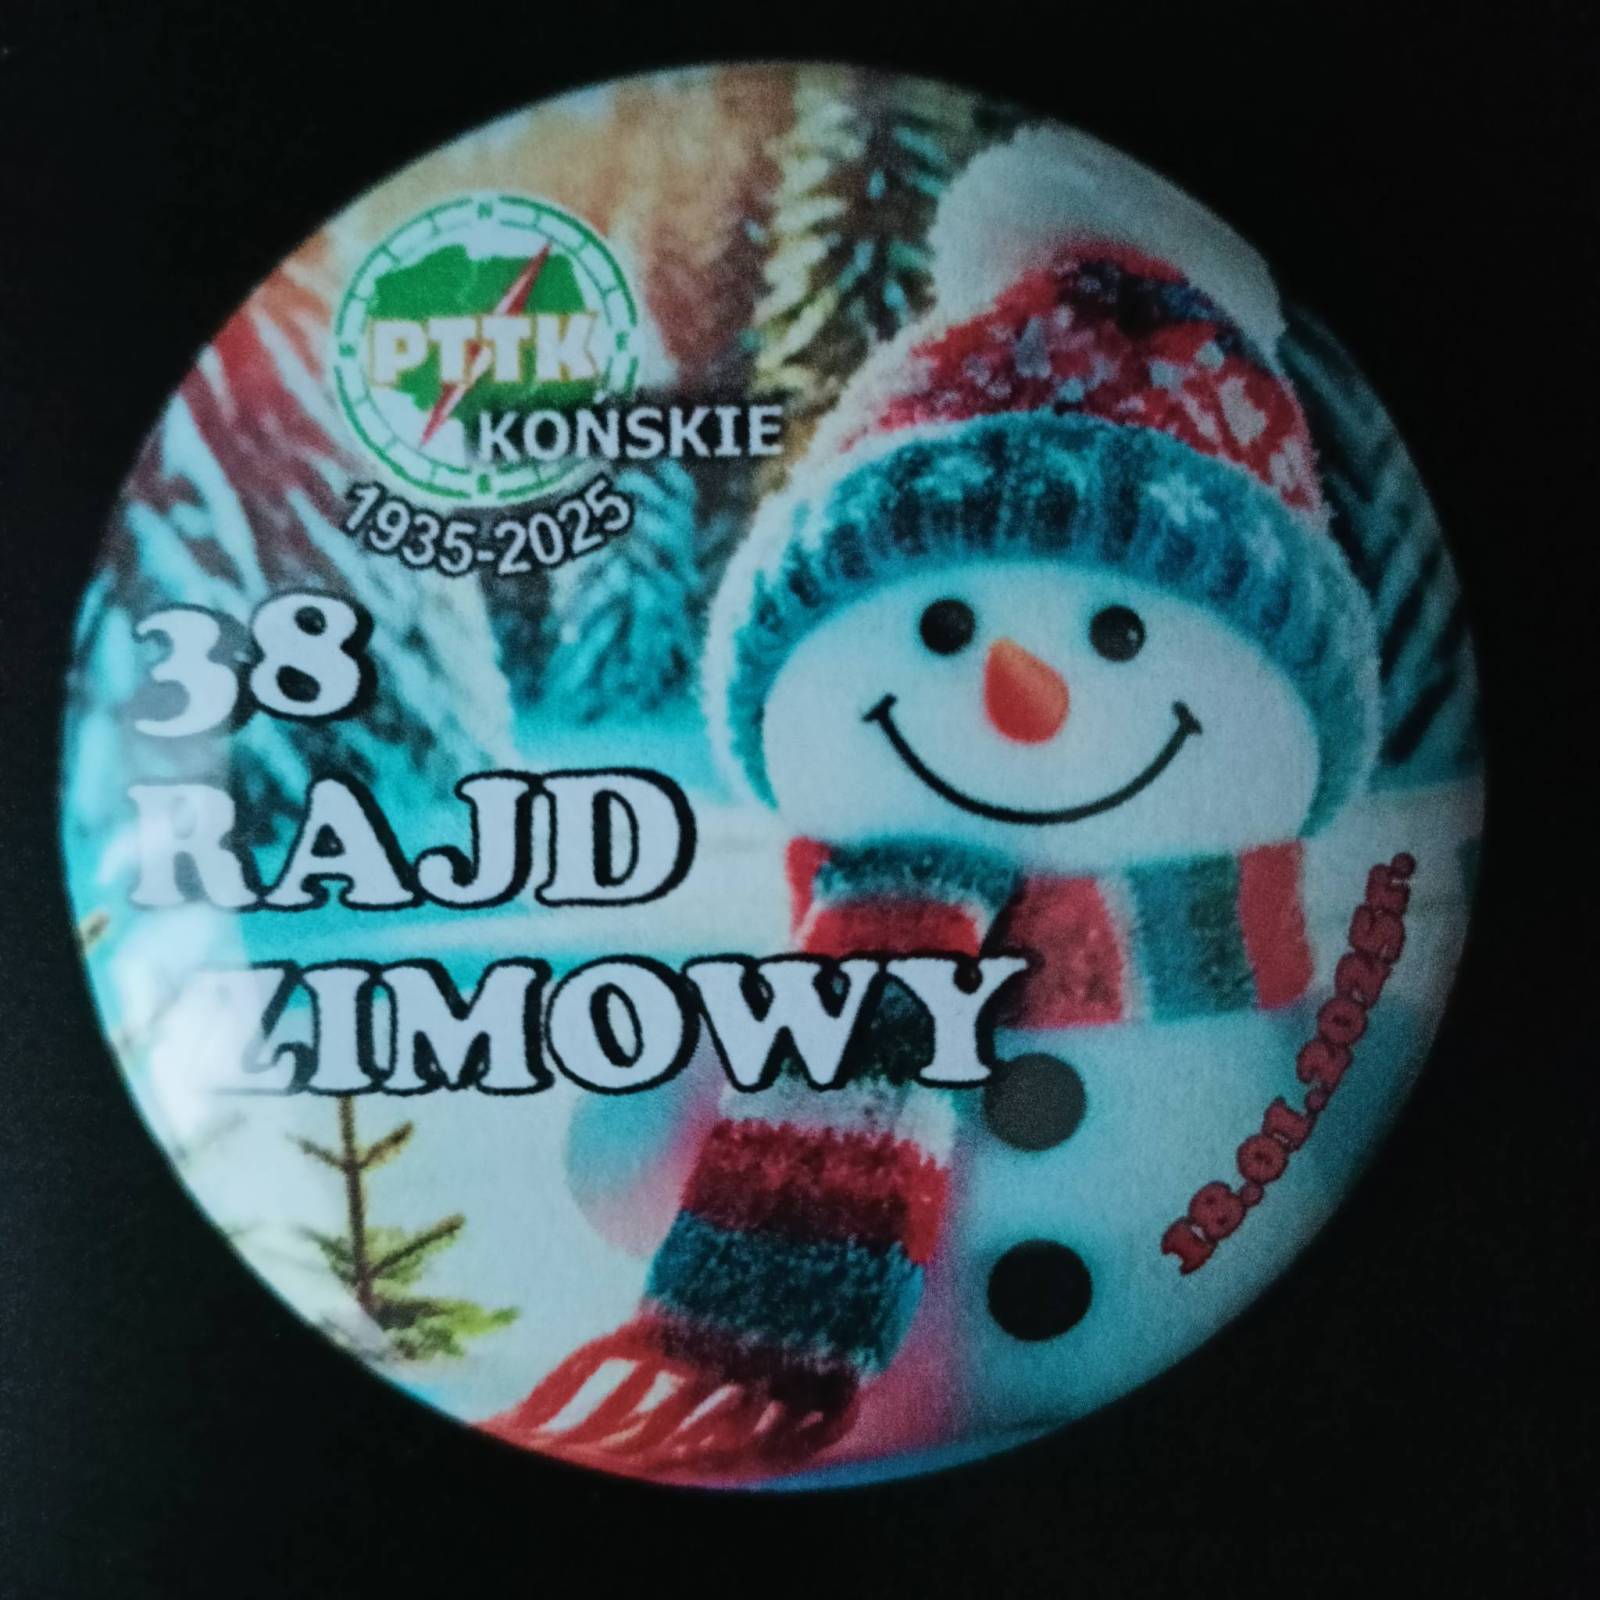 N
PTTK
KOŃSKIE
1935-2025
38
RAJD
ZIMOWY
18.01.2025r.